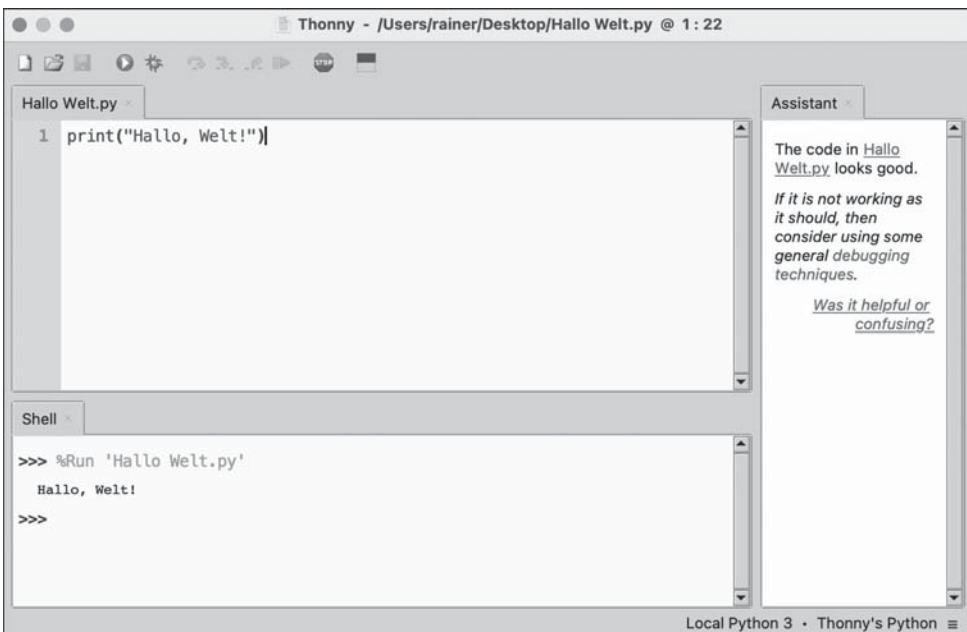 Thonny - /Users/rainer/Desktop/Hallo Welt.py @ 1:22
STOP
Hallo Welt.py ×
1 print("Hallo, Welt!")
Shell ×
>>> %Run 'Hallo Welt.py'
Hallo, Welt!
>>>
Assistant ×
The code in Hallo
Welt.py looks good.
If it is not working as
it should, then
consider using some
general debugging
techniques.
Was it helpful or
confusing?
Local Python 3 · Thonny's Python ≡